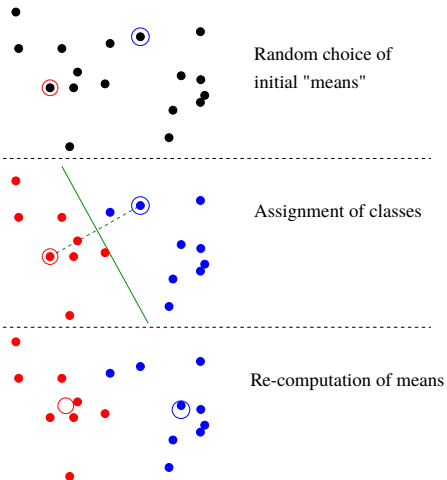 Random choice of
initial "means"
Assignment of classes
Re-computation of means